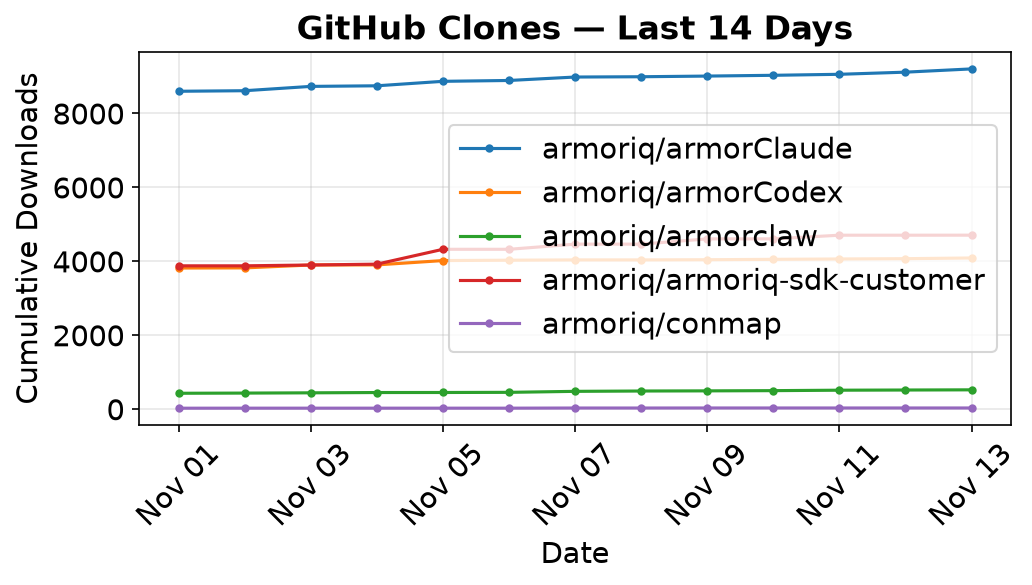 GitHub Clones — Last 14 Days
Cumulative Downloads
8000
6000
4000
2000
0
armoriq/armorClaude
armoriq/armorCodex
armoriq/armorclaw
armoriq/armoriq-sdk-customer
armoriq/conmap
Nov 01
Nov 03
Nov 05
Nov 07
Nov 09
Nov 11
Nov 13
Date